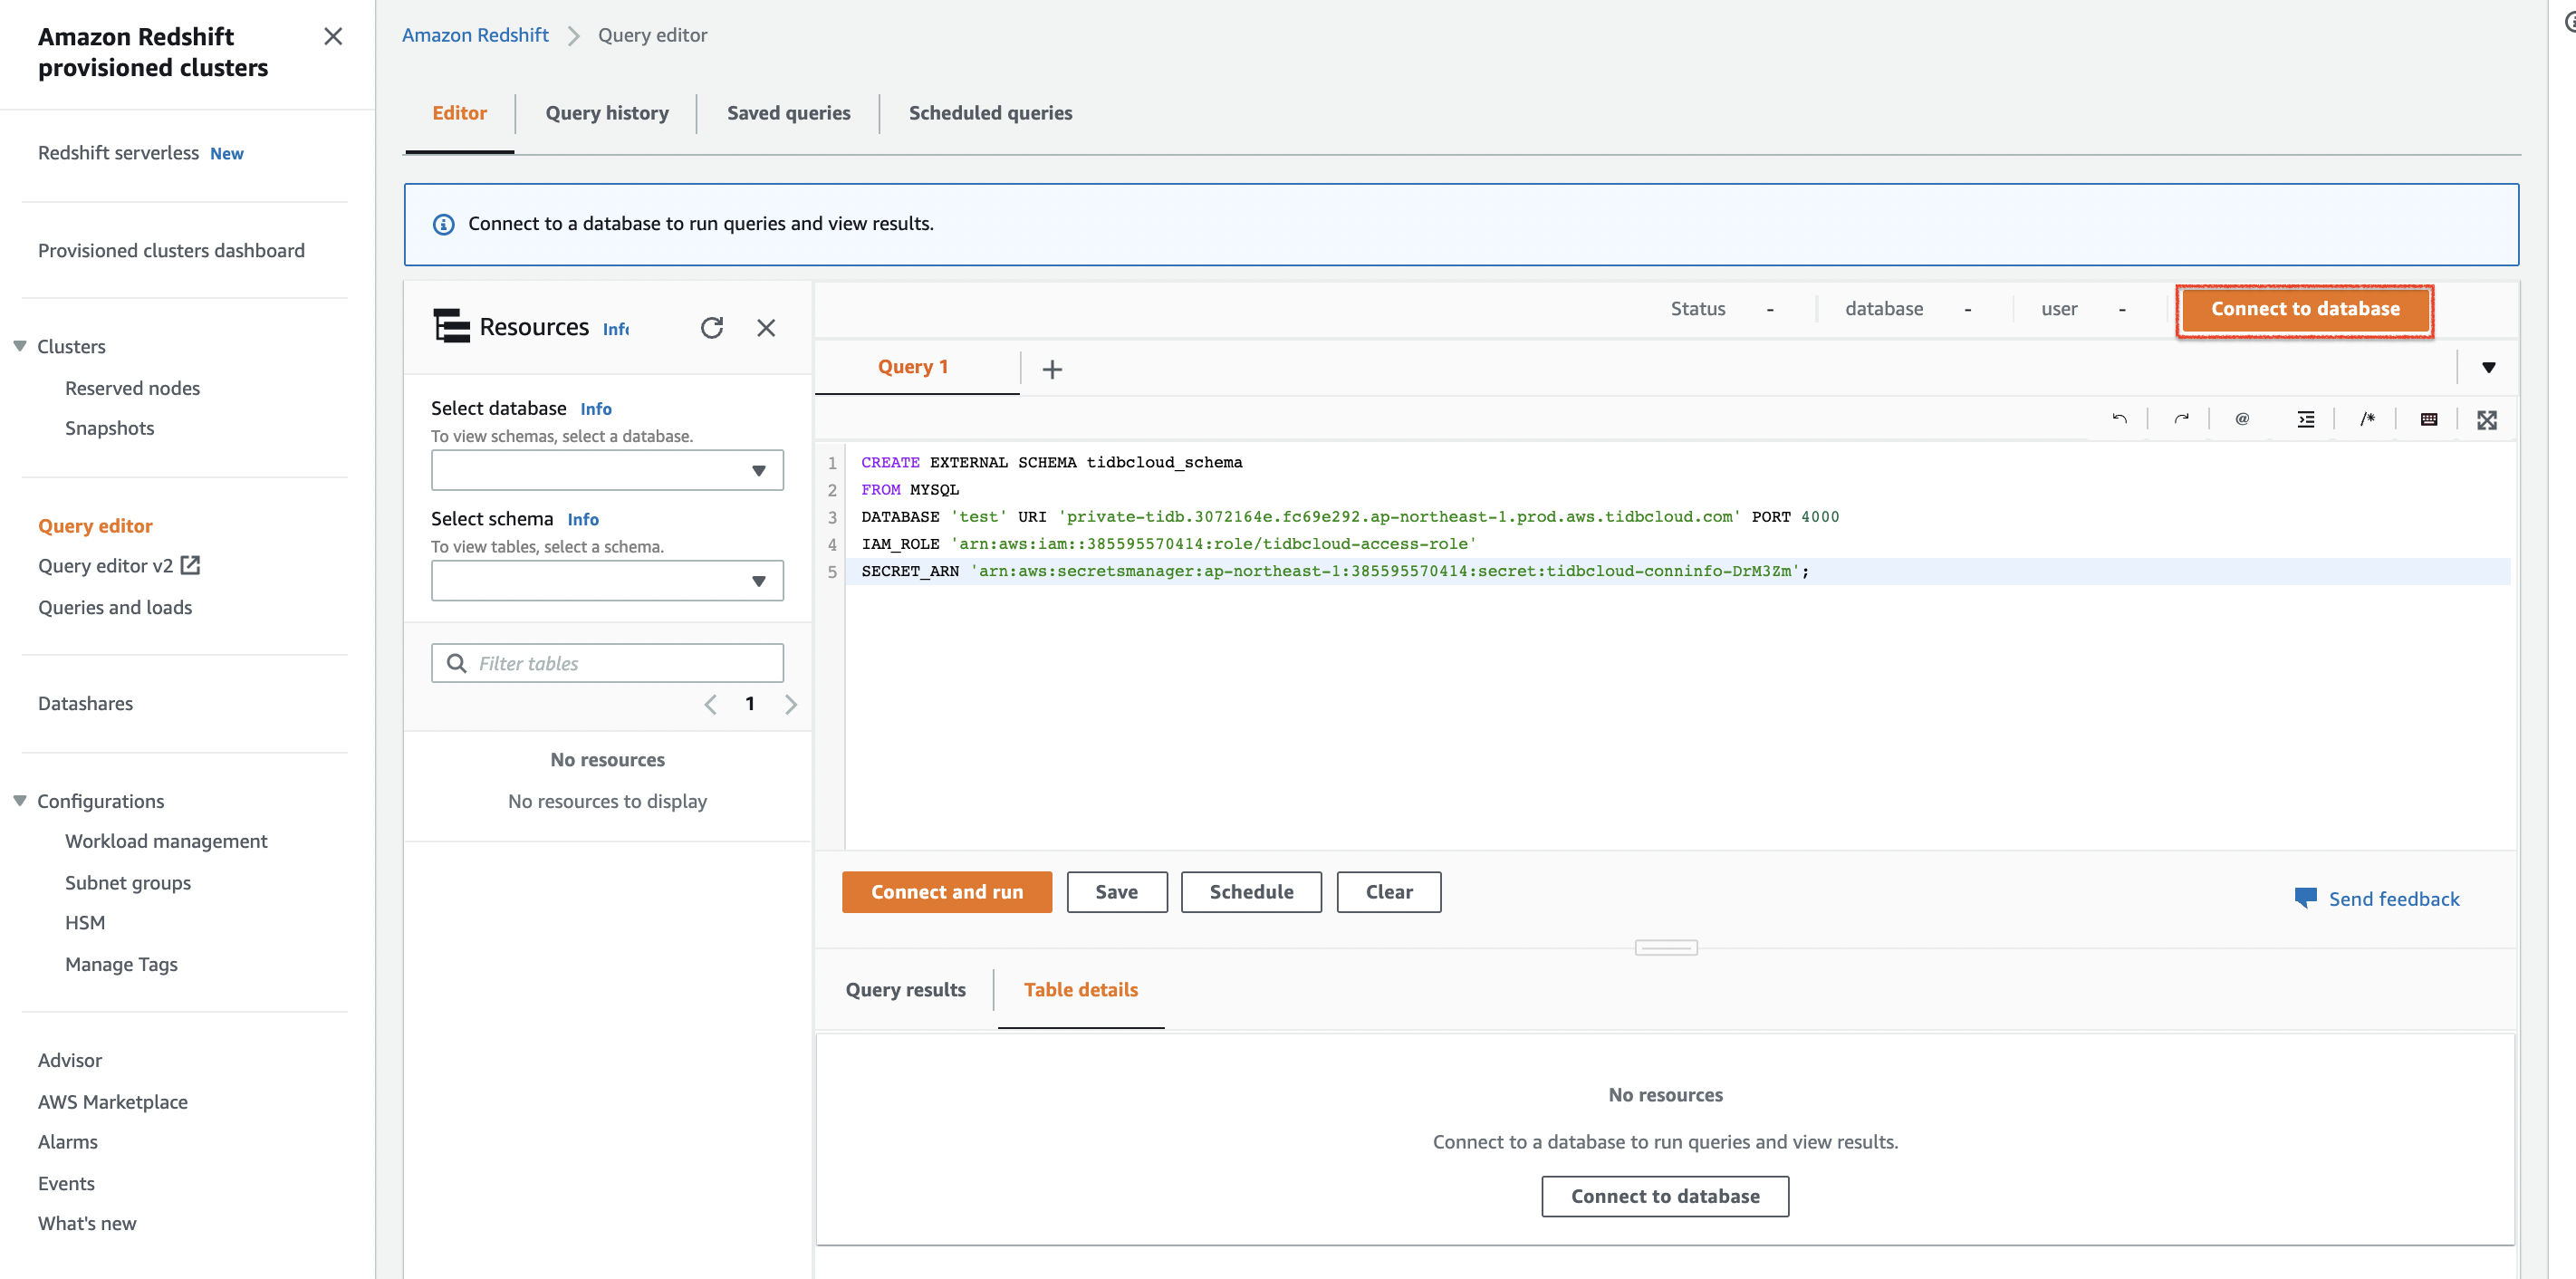 Amazon Redshift
provisioned clusters
Redshift serverless New
Provisioned clusters dashboard
Clusters
Reserved nodes
Snapshots
Query editor
Query editor v2
Queries and loads
Datashares
Configurations
Workload management
Subnet groups
HSM
Manage Tags
Advisor
AWS Marketplace
Alarms
Events
What's new
Amazon Redshift Query editor
Editor Query history Saved queries Scheduled queries
Connect to a database to run queries and view results.
Resources Info
Select database Info
To view schemas, select a database.
Select schema Info
To view tables, select a schema.
Filter tables
1
No resources
No resources to display
Status - database - user - Connect to database
Query 1 +
@ /*
1 CREATE EXTERNAL SCHEMA tidbcloud_schema
2 FROM MYSQL
3 DATABASE 'test' URI 'private-tidb.3072164e.fc69e292.ap-northeast-1.prod.aws.tidbcloud.com' PORT 4000
4 IAM_ROLE 'arn:aws:iam::385595570414:role/tidbcloud-access-role'
5 SECRET_ARN 'arn:aws:secretsmanager:ap-northeast-1:385595570414:secret:tidbcloud-conninfo-DrM3Zm';
Connect and run Save Schedule Clear
Send feedback
Query results Table details
No resources
Connect to a database to run queries and view results.
Connect to database